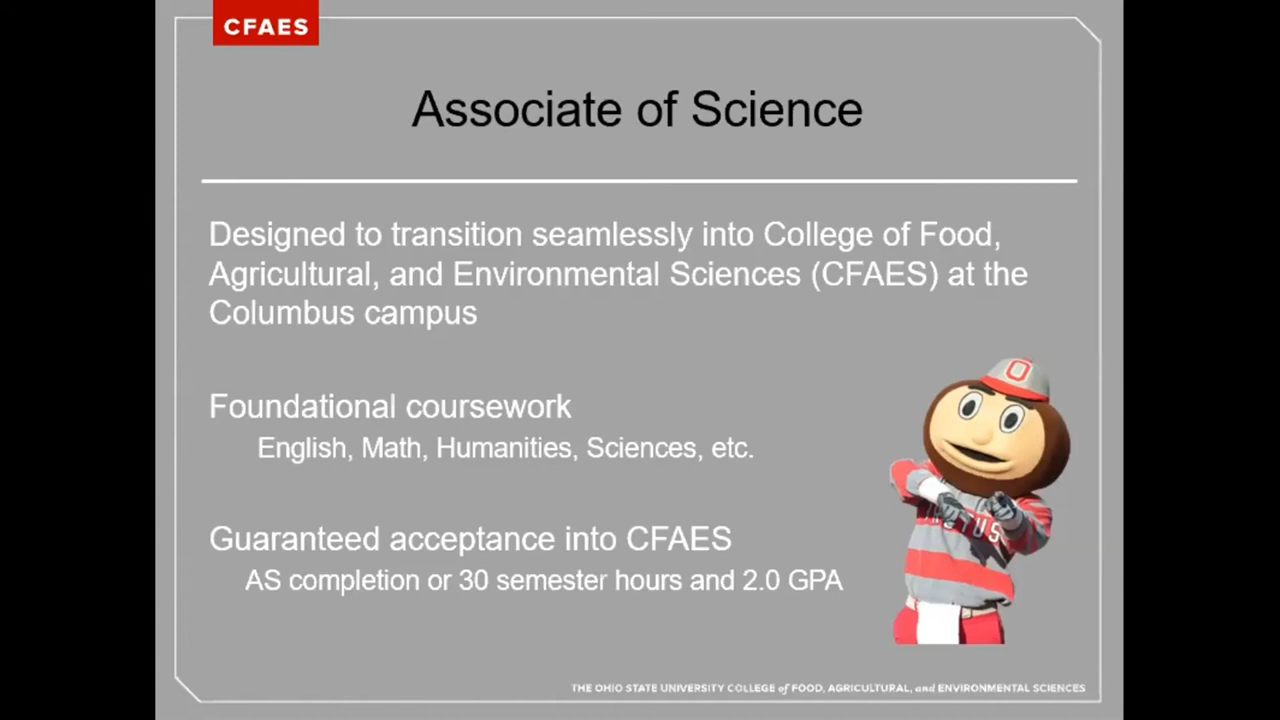 CFAES
Associate of Science
Designed to transition seamlessly into College of Food,
Agricultural, and Environmental Sciences (CFAES) at the
Columbus campus
Foundational coursework
English, Math, Humanities, Sciences, etc.
Guaranteed acceptance into CFAES
AS completion or 30 semester hours and 2.0 GPA
O
THE OHIO STATE UNIVERSITY COLLEGE of FOOD, AGRICULTURAL, and ENVIRONMENTAL SCIENCES